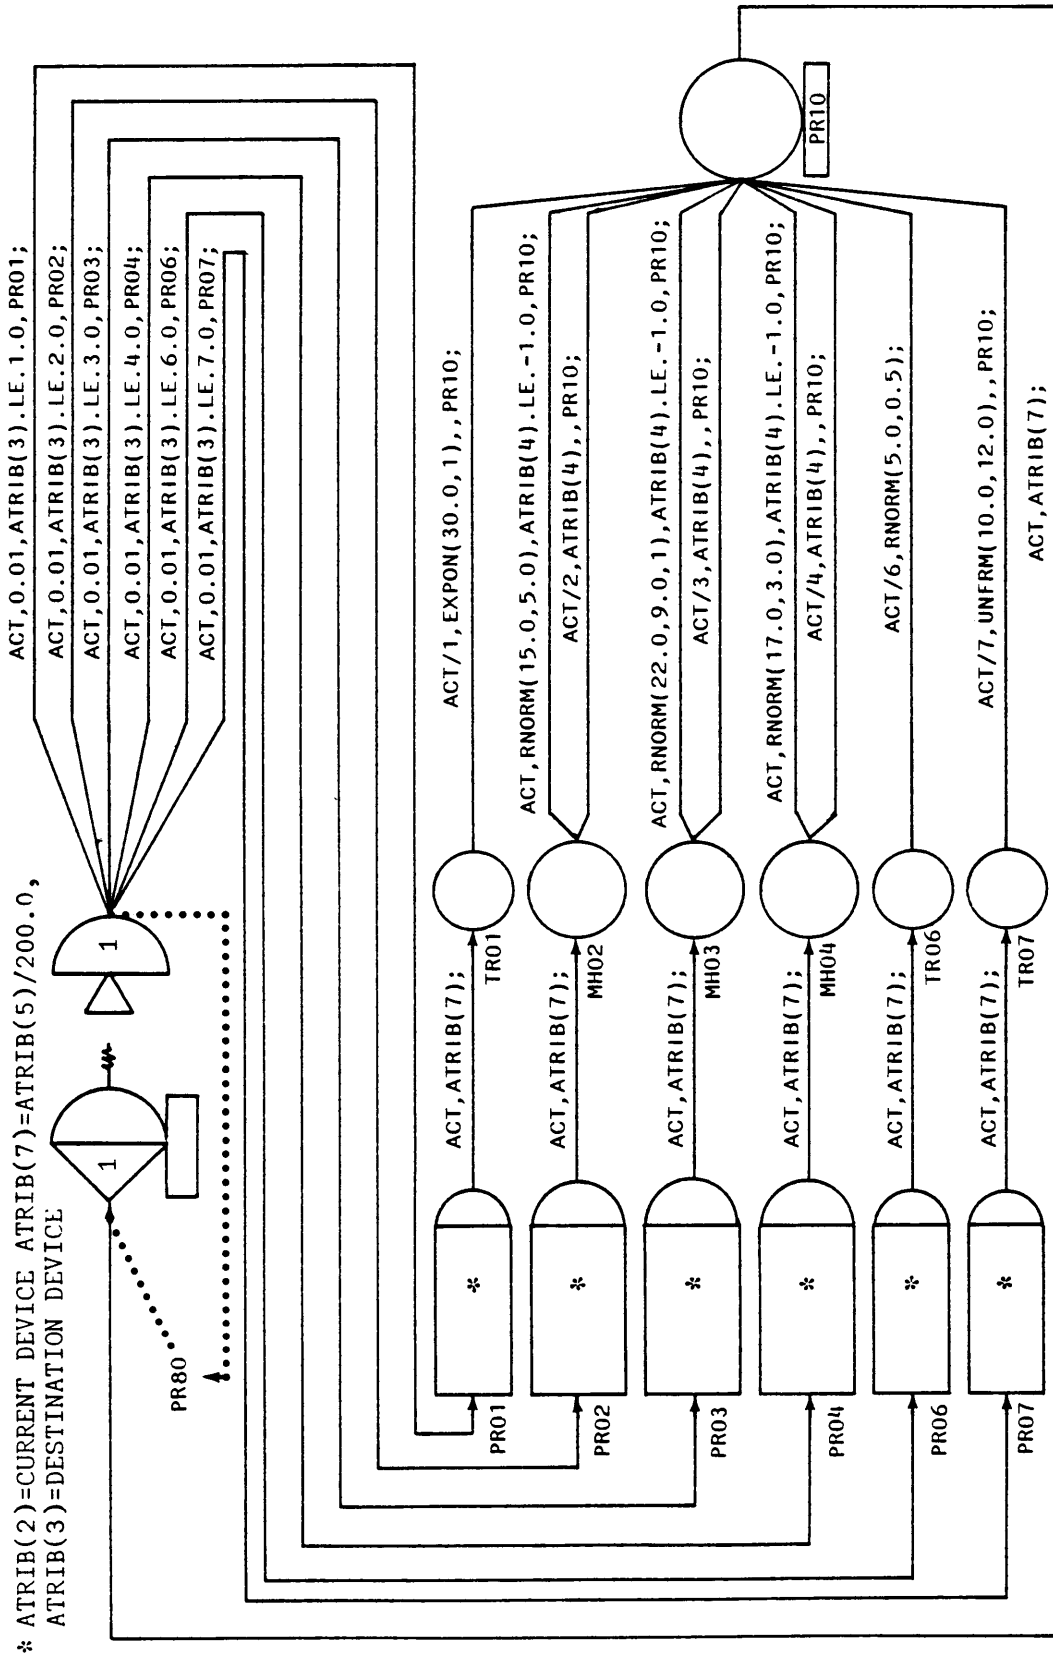 * ATRIB(2)=CURRENT DEVICE ATRIB(7)=ATRIB(5)/200.0,
ATRIB(3)=DESTINATION DEVICE
PR80
1
1
ACT,0.01,ATRIB(3).LE.1.0,PR01;
ACT,0.01,ATRIB(3).LE.2.0,PR02;
ACT,0.01,ATRIB(3).LE.3.0,PR03;
ACT,0.01,ATRIB(3).LE.4.0,PR04;
ACT,0.01,ATRIB(3).LE.6.0,PR06;
ACT,0.01,ATRIB(3).LE.7.0,PR07;
PR01
*
ACT,ATRIB(7);
TR01
ACT/1,EXPON(30.0,1),,PR10;
PR02
*
ACT,ATRIB(7);
MH02
ACT,RNORM(15.0,5.0),ATRIB(4).LE.-1.0,PR10;
ACT/2,ATRIB(4),,PR10;
PR03
*
ACT,ATRIB(7);
MH03
ACT,RNORM(22.0,9.0,1),ATRIB(4).LE.-1.0,PR10;
ACT/3,ATRIB(4),,PR10;
PR04
*
ACT,ATRIB(7);
MH04
ACT,RNORM(17.0,3.0),ATRIB(4).LE.-1.0,PR10;
ACT/4,ATRIB(4),,PR10;
PR06
*
ACT,ATRIB(7);
TR06
ACT/6,RNORM(5.0,0.5);
PR07
*
ACT,ATRIB(7);
TR07
ACT/7,UNFRM(10.0,12.0),,PR10;
PR10
ACT,ATRIB(7);